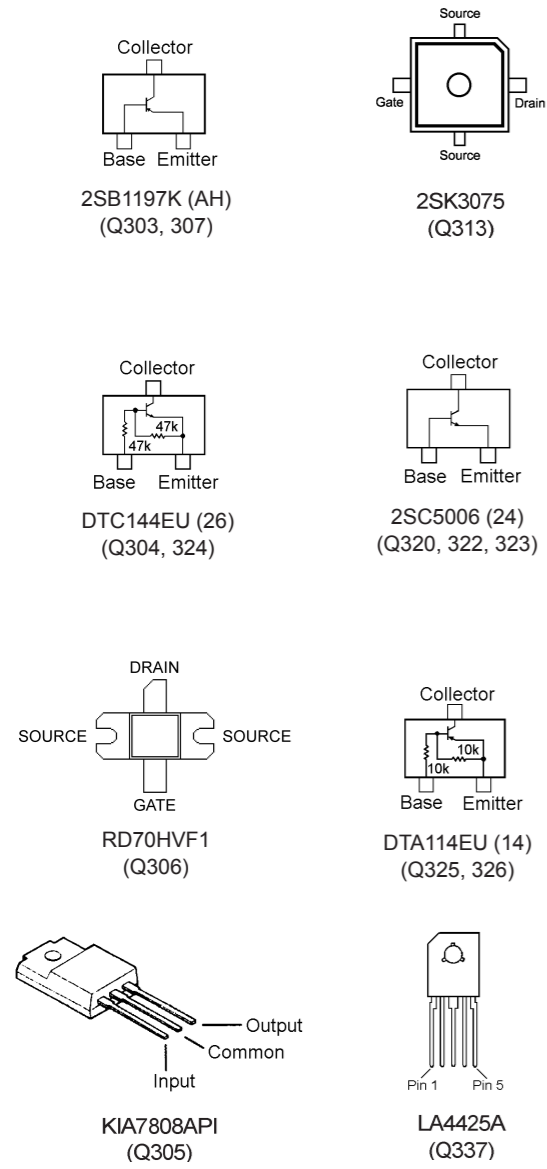 Collector
Base Emitter
2SB1197K (AH)
(Q303, 307)
Source
Gate
Drain
Source
2SK3075
(Q313)
Collector
47k
47k
Base Emitter
DTC144EU (26)
(Q304, 324)
Collector
Base Emitter
2SC5006 (24)
(Q320, 322, 323)
DRAIN
SOURCE
SOURCE
GATE
RD70HVF1
(Q306)
Collector
10k
10k
Base Emitter
DTA114EU (14)
(Q325, 326)
Output
Common
Input
KIA7808API
(Q305)
Pin 1 Pin 5
LA4425A
(Q337)